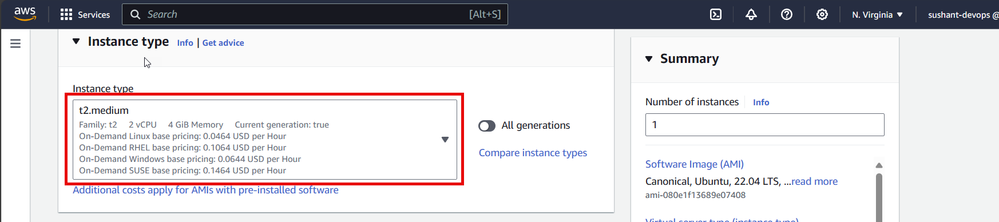 aws
Services
Search
[Alt+S]
N. Virginia
sushant-devops @
Instance type
Info | Get advice
Instance type
t2.medium
Family: t2 2 vCPU 4 GiB Memory Current generation: true
On-Demand Linux base pricing: 0.0464 USD per Hour
On-Demand RHEL base pricing: 0.1064 USD per Hour
On-Demand Windows base pricing: 0.0644 USD per Hour
On-Demand SUSE base pricing: 0.1464 USD per Hour
All generations
Compare instance types
Additional costs apply for AMIs with pre-installed software
Summary
Number of instances Info
1
Software Image (AMI)
Canonical, Ubuntu, 22.04 LTS, ...read more
ami-080e1f13689e07408
Virtual server type (instance type)